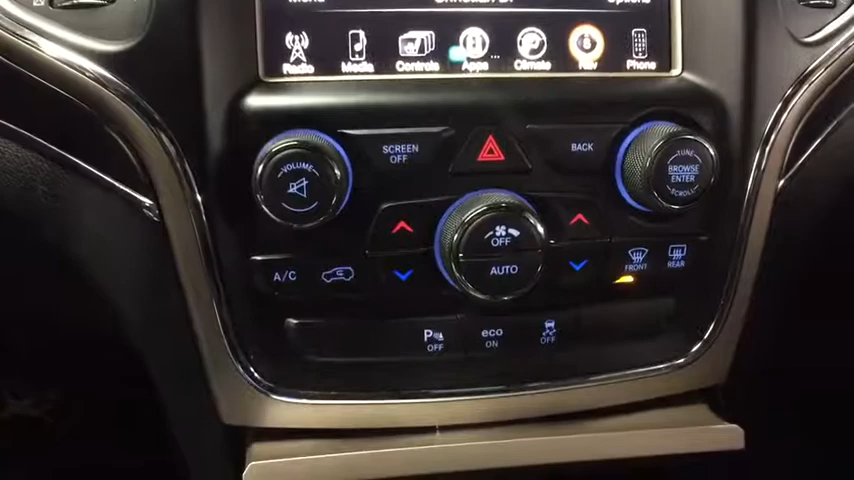 Radio Media Controls Apps Climate Nav Phone
VOLUME
SCREEN
OFF
BACK
TUNE
BROWSE
ENTER
SCROLL
OFF
AUTO
A/C
FRONT
REAR
P
OFF
eco
ON
OFF